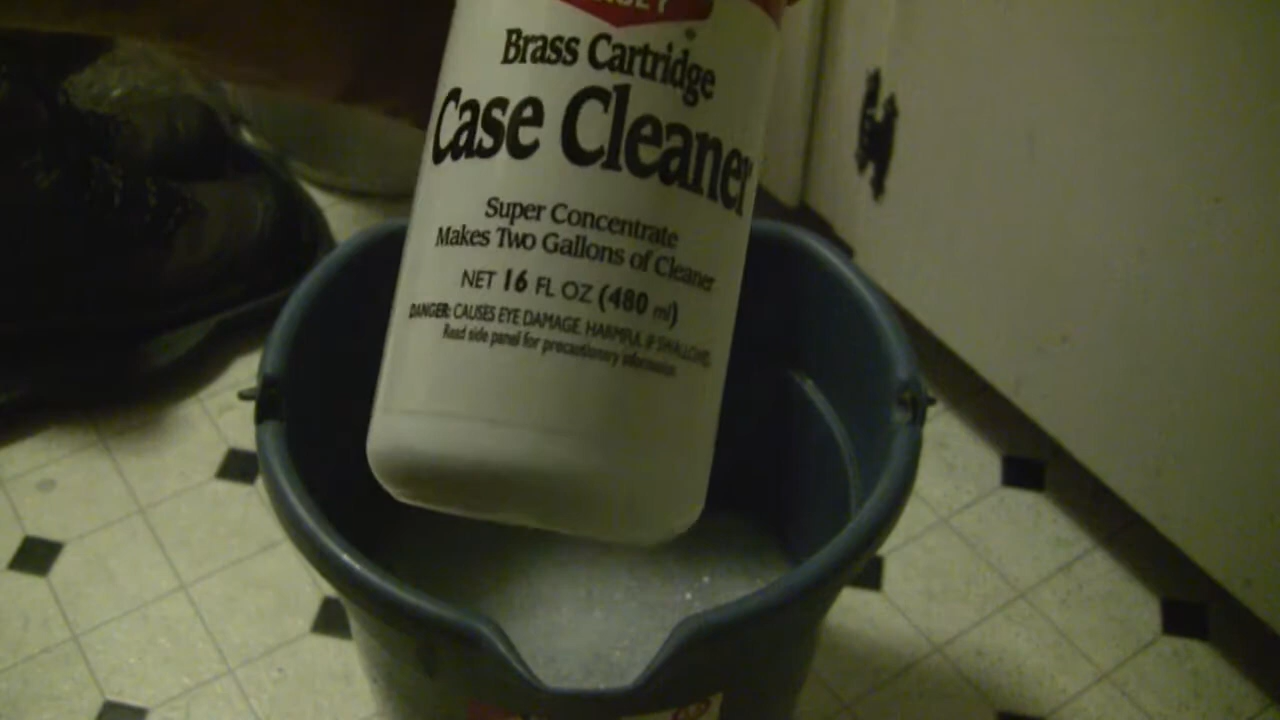 Brass Cartridge
Case Cleaner
Super Concentrate
Makes Two Gallons of Cleaner
NET 16 FL OZ (480 ml)
DANGER: CAUSES EYE DAMAGE. HARMFUL IF SWALLOWED.
Read side panel for precautionary information.